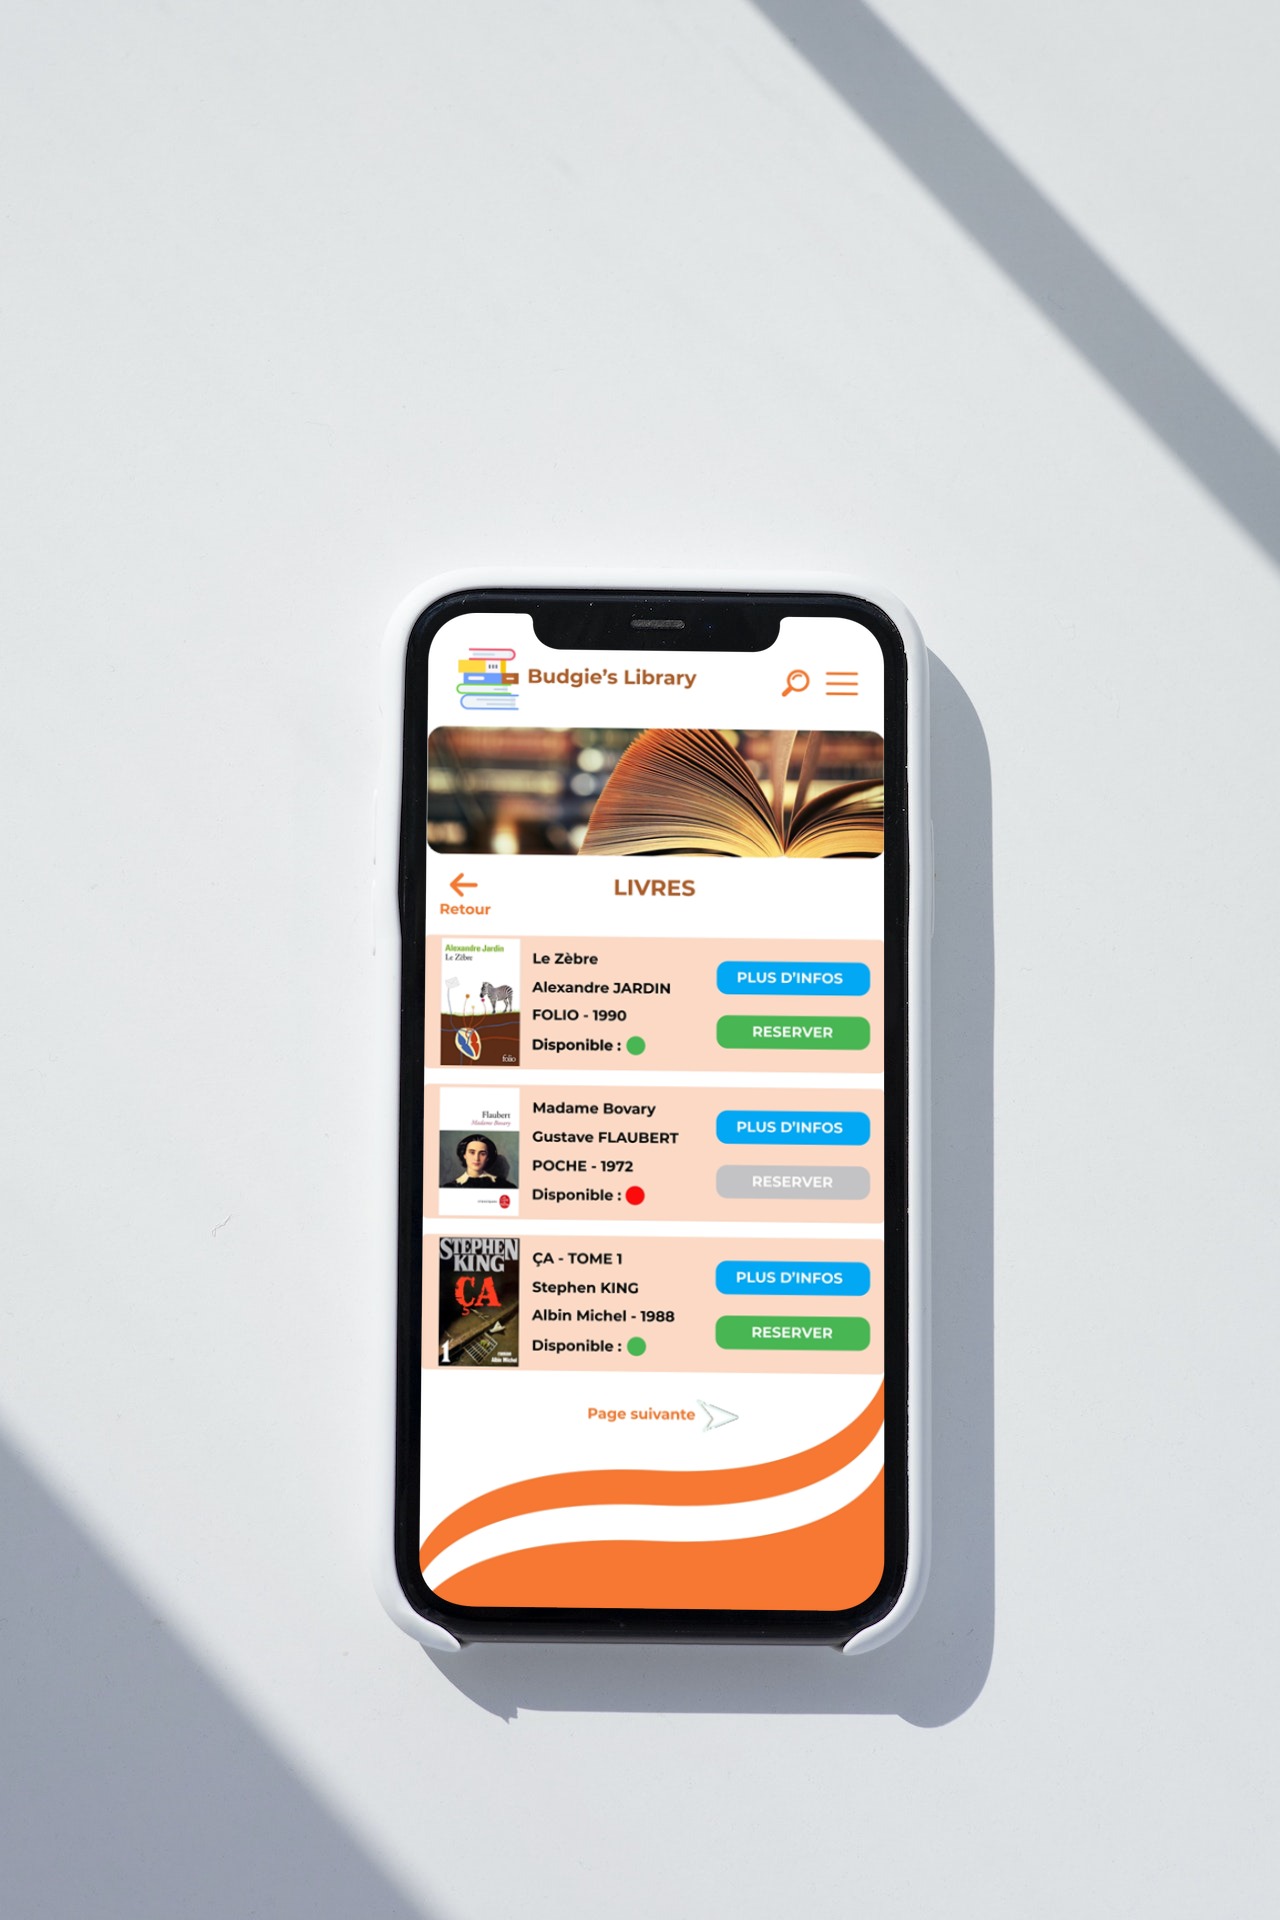 Budgie's Library
LIVRES
Retour
Alexandre Jardin
Le Zèbre
folio
Le Zèbre
Alexandre JARDIN
FOLIO - 1990
Disponible :
PLUS D'INFOS
RESERVER
Flaubert
Madame Bovary
Madame Bovary
Gustave FLAUBERT
POCHE - 1972
Disponible :
PLUS D'INFOS
RESERVER
STEPHEN
KING
ÇA
1
Albin Michel
ÇA - TOME 1
Stephen KING
Albin Michel - 1988
Disponible :
PLUS D'INFOS
RESERVER
Page suivante